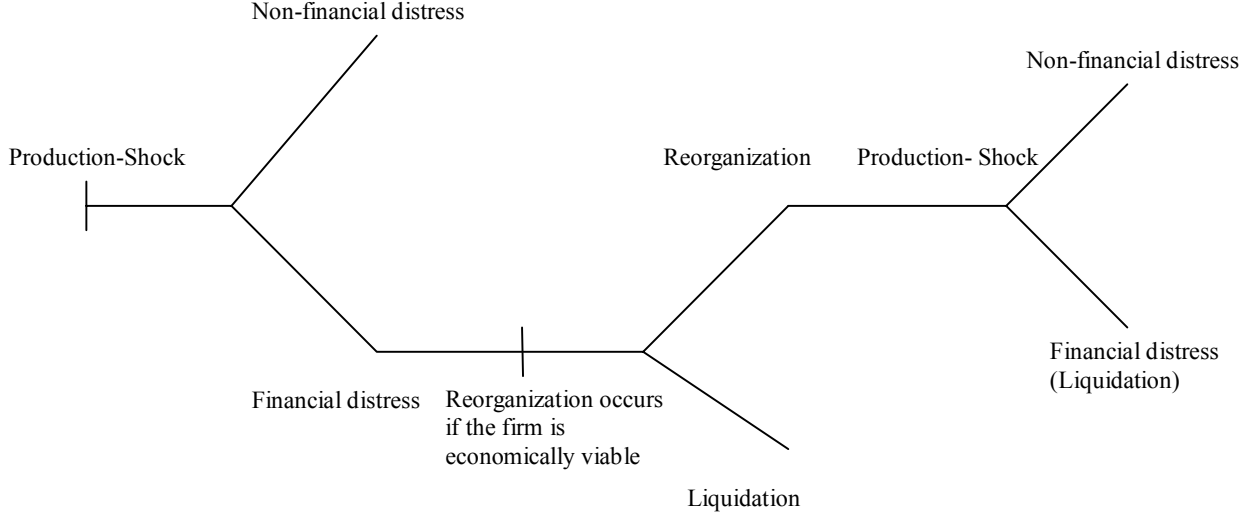 Non-financial distress
Non-financial distress
Production-Shock
Reorganization
Production- Shock
Financial distress
(Liquidation)
Financial distress
Reorganization occurs
if the firm is
economically viable
Liquidation